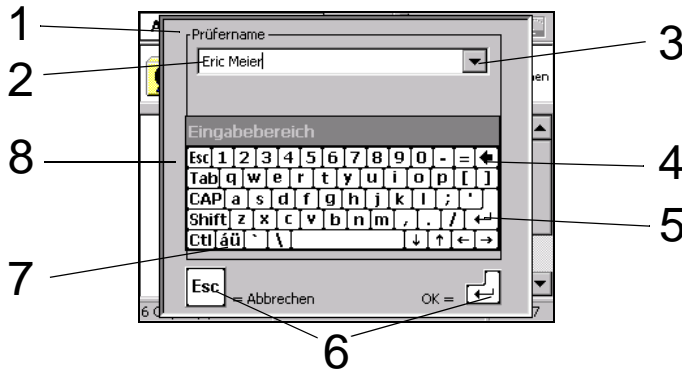 1
Prüfername
2
Eric Meier
3
en
8
Eingabebereich
Esc 1 2 3 4 5 6 7 8 9 0 - =
4
Tab q w e r t y u i o p [ ]
CAP a s d f g h j k l ; '
Shift z x c v b n m , . /
5
Ctl áü ` \ ↓ ↑ ← →
7
Esc = Abbrechen OK =
6